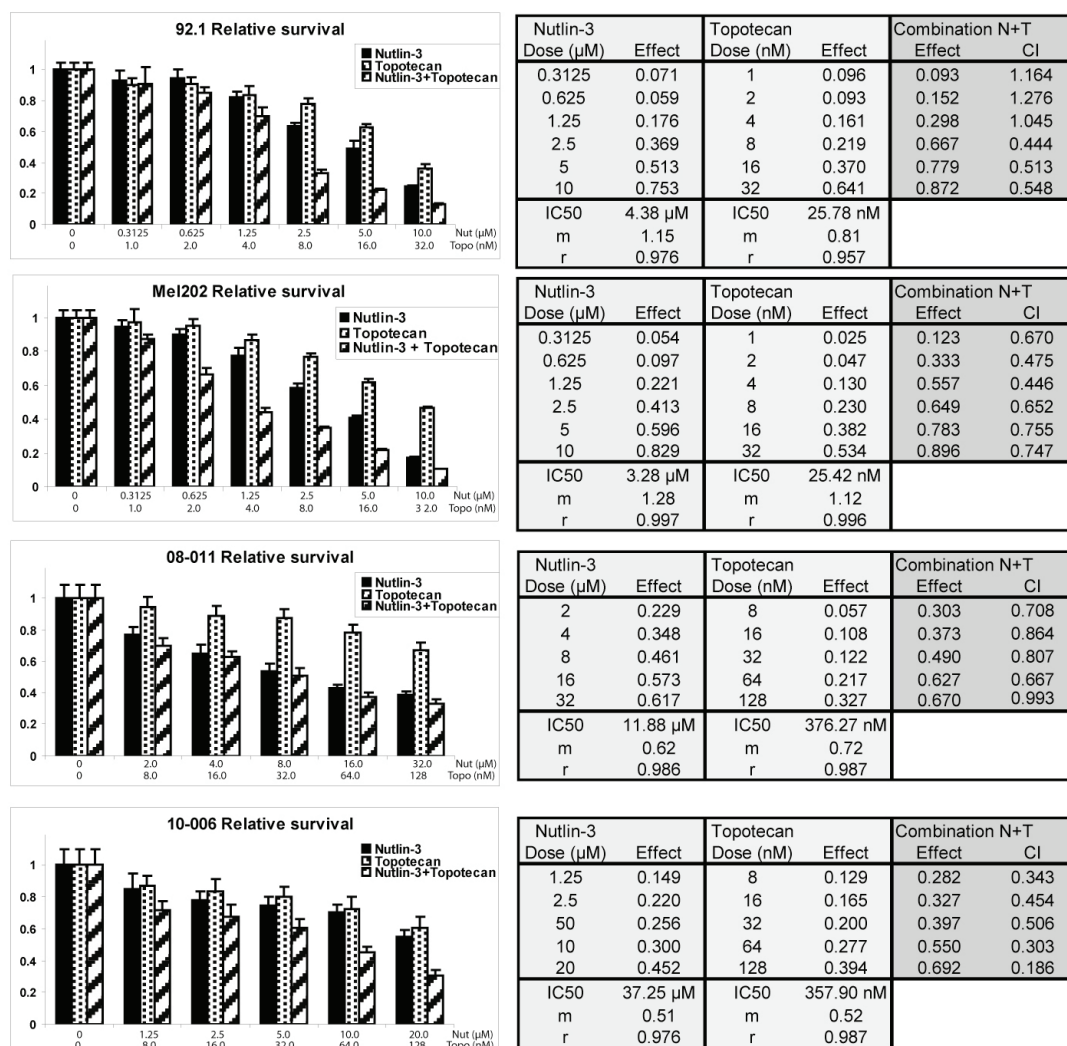 92.1 Relative survival
Nutlin-3
Topotecan
Nutlin-3+Topotecan
1
0.8
0.6
0.4
0.2
0
0 0.3125 0.625 1.25 2.5 5.0 10.0 Nut (µM)
0 1.0 2.0 4.0 8.0 16.0 32.0 Topo (nM)
Nutlin-3 Topotecan Combination N+T
Dose (µM) Effect Dose (nM) Effect Effect CI
0.3125 0.071 1 0.096 0.093 1.164
0.625 0.059 2 0.093 0.152 1.276
1.25 0.176 4 0.161 0.298 1.045
2.5 0.369 8 0.219 0.667 0.444
5 0.513 16 0.370 0.779 0.513
10 0.753 32 0.641 0.872 0.548
IC50 4.38 µM IC50 25.78 nM
m 1.15 m 0.81
r 0.976 r 0.957
Mel202 Relative survival
Nutlin-3
Topotecan
Nutlin-3 + Topotecan
1
0.8
0.6
0.4
0.2
0
0 0.3125 0.625 1.25 2.5 5.0 10.0 Nut (µM)
0 1.0 2.0 4.0 8.0 16.0 3 2.0 Topo (nM)
Nutlin-3 Topotecan Combination N+T
Dose (µM) Effect Dose (nM) Effect Effect CI
0.3125 0.054 1 0.025 0.123 0.670
0.625 0.097 2 0.047 0.333 0.475
1.25 0.221 4 0.130 0.557 0.446
2.5 0.413 8 0.230 0.649 0.652
5 0.596 16 0.382 0.783 0.755
10 0.829 32 0.534 0.896 0.747
IC50 3.28 µM IC50 25.42 nM
m 1.28 m 1.12
r 0.997 r 0.996
08-011 Relative survival
Nutlin-3
Topotecan
Nutlin-3+Topotecan
1
0.8
0.6
0.4
0.2
0
0 2.0 4.0 8.0 16.0 32.0 Nut (µM)
0 8.0 16.0 32.0 64.0 128 Topo (nM)
Nutlin-3 Topotecan Combination N+T
Dose (µM) Effect Dose (nM) Effect Effect CI
2 0.229 8 0.057 0.303 0.708
4 0.348 16 0.108 0.373 0.864
8 0.461 32 0.122 0.490 0.807
16 0.573 64 0.217 0.627 0.667
32 0.617 128 0.327 0.670 0.993
IC50 11.88 µM IC50 376.27 nM
m 0.62 m 0.72
r 0.986 r 0.987
10-006 Relative survival
Nutlin-3
Topotecan
Nutlin-3+Topotecan
1
0.8
0.6
0.4
0.2
0
0 1.25 2.5 5.0 10.0 20.0 Nut (µM)
0 8.0 16.0 32.0 64.0 128 Topo (nM)
Nutlin-3 Topotecan Combination N+T
Dose (µM) Effect Dose (nM) Effect Effect CI
1.25 0.149 8 0.129 0.282 0.343
2.5 0.220 16 0.165 0.327 0.454
50 0.256 32 0.200 0.397 0.506
10 0.300 64 0.277 0.550 0.303
20 0.452 128 0.394 0.692 0.186
IC50 37.25 µM IC50 357.90 nM
m 0.51 m 0.52
r 0.976 r 0.987